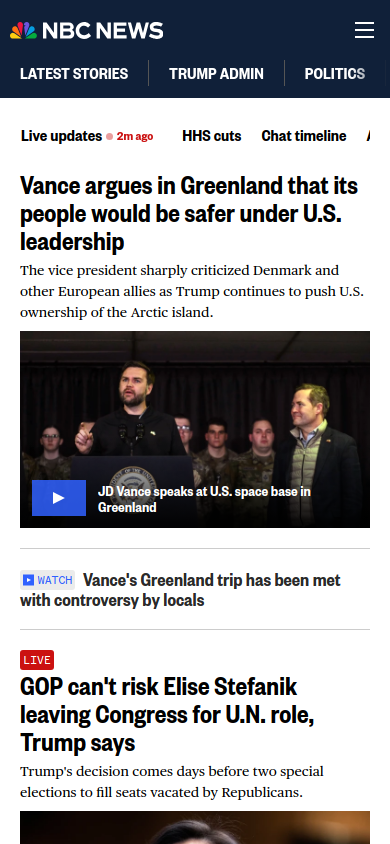 NBC NEWS
LATEST STORIES
TRUMP ADMIN
POLITICS
Live updates
2m ago
HHS cuts
Chat timeline
Vance argues in Greenland that its
people would be safer under U.S.
leadership
The vice president sharply criticized Denmark and
other European allies as Trump continues to push U.S.
ownership of the Arctic island.
JD Vance speaks at U.S. space base in
Greenland
WATCH Vance's Greenland trip has been met
with controversy by locals
LIVE
GOP can't risk Elise Stefanik
leaving Congress for U.N. role,
Trump says
Trump's decision comes days before two special
elections to fill seats vacated by Republicans.